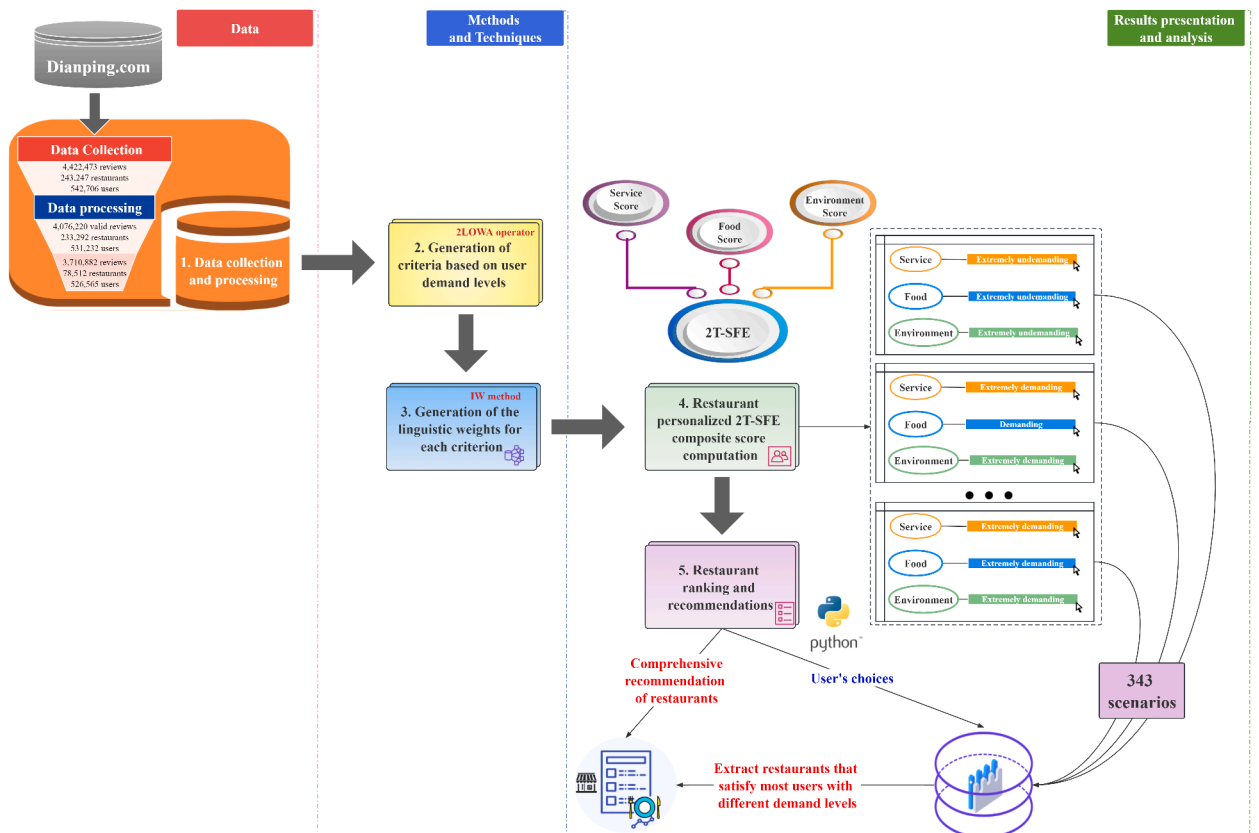 Data
Methods
and Techniques
Results presentation
and analysis
Dianping.com
Data Collection
4,422,473 reviews
243,247 restaurants
542,706 users
Data processing
4,076,220 valid reviews
233,292 restaurants
531,232 users
3,710,882 reviews
78,512 restaurants
526,565 users
1. Data collection
and processing
2LOWA operator
2. Generation of
criteria based on user
demand levels
IW method
3. Generation of the
linguistic weights for
each criterion
Service
Score
Food
Score
Environment
Score
2T-SFE
4. Restaurant
personalized 2T-SFE
composite score
computation
5. Restaurant
ranking and
recommendations
Service
Extremely undemanding
Food
Extremely undemanding
Environment
Extremely undemanding
Service
Extremely demanding
Food
Demanding
Environment
Extremely demanding
Service
Extremely demanding
Food
Extremely demanding
Environment
Extremely demanding
python™
Comprehensive
recommendation
of restaurants
User's choices
343
scenarios
Extract restaurants that
satisfy most users with
different demand levels